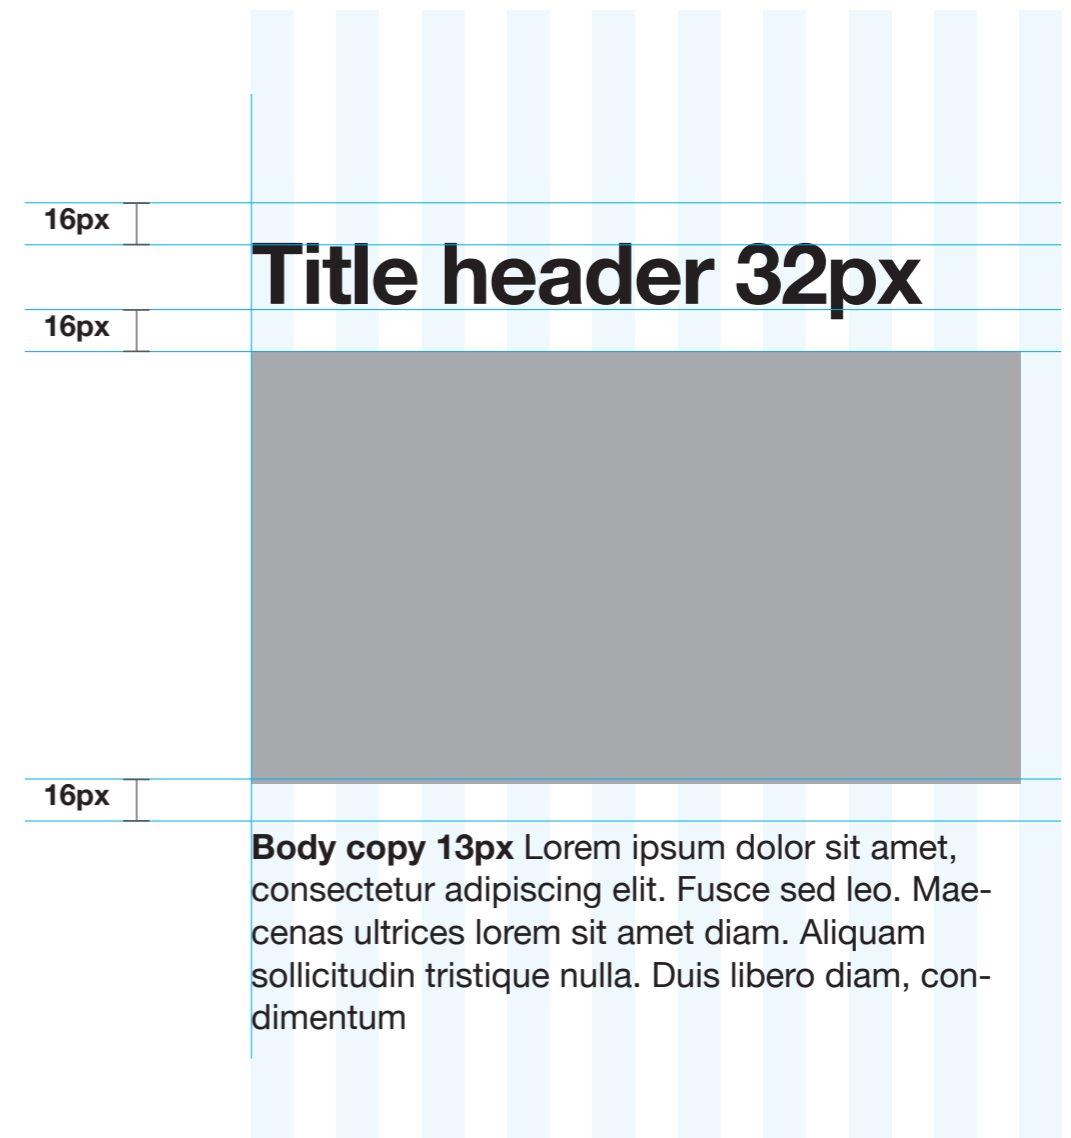 16px
Title header 32px
16px
16px
Body copy 13px Lorem ipsum dolor sit amet,
consectetur adipiscing elit. Fusce sed leo. Mae-
cenas ultrices lorem sit amet diam. Aliquam
sollicitudin tristique nulla. Duis libero diam, con-
dimentum